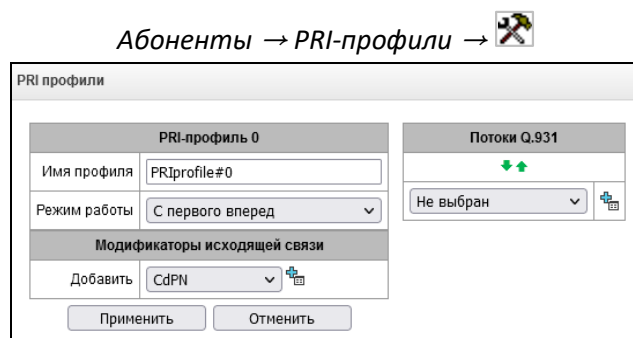 Абоненты → PRI-профили →
PRI профили
PRI-профиль 0
Имя профиля PRIprofile#0
Режим работы С первого вперед
Модификаторы исходящей связи
Добавить CdPN
Применить Отменить
Потоки Q.931
Не выбран